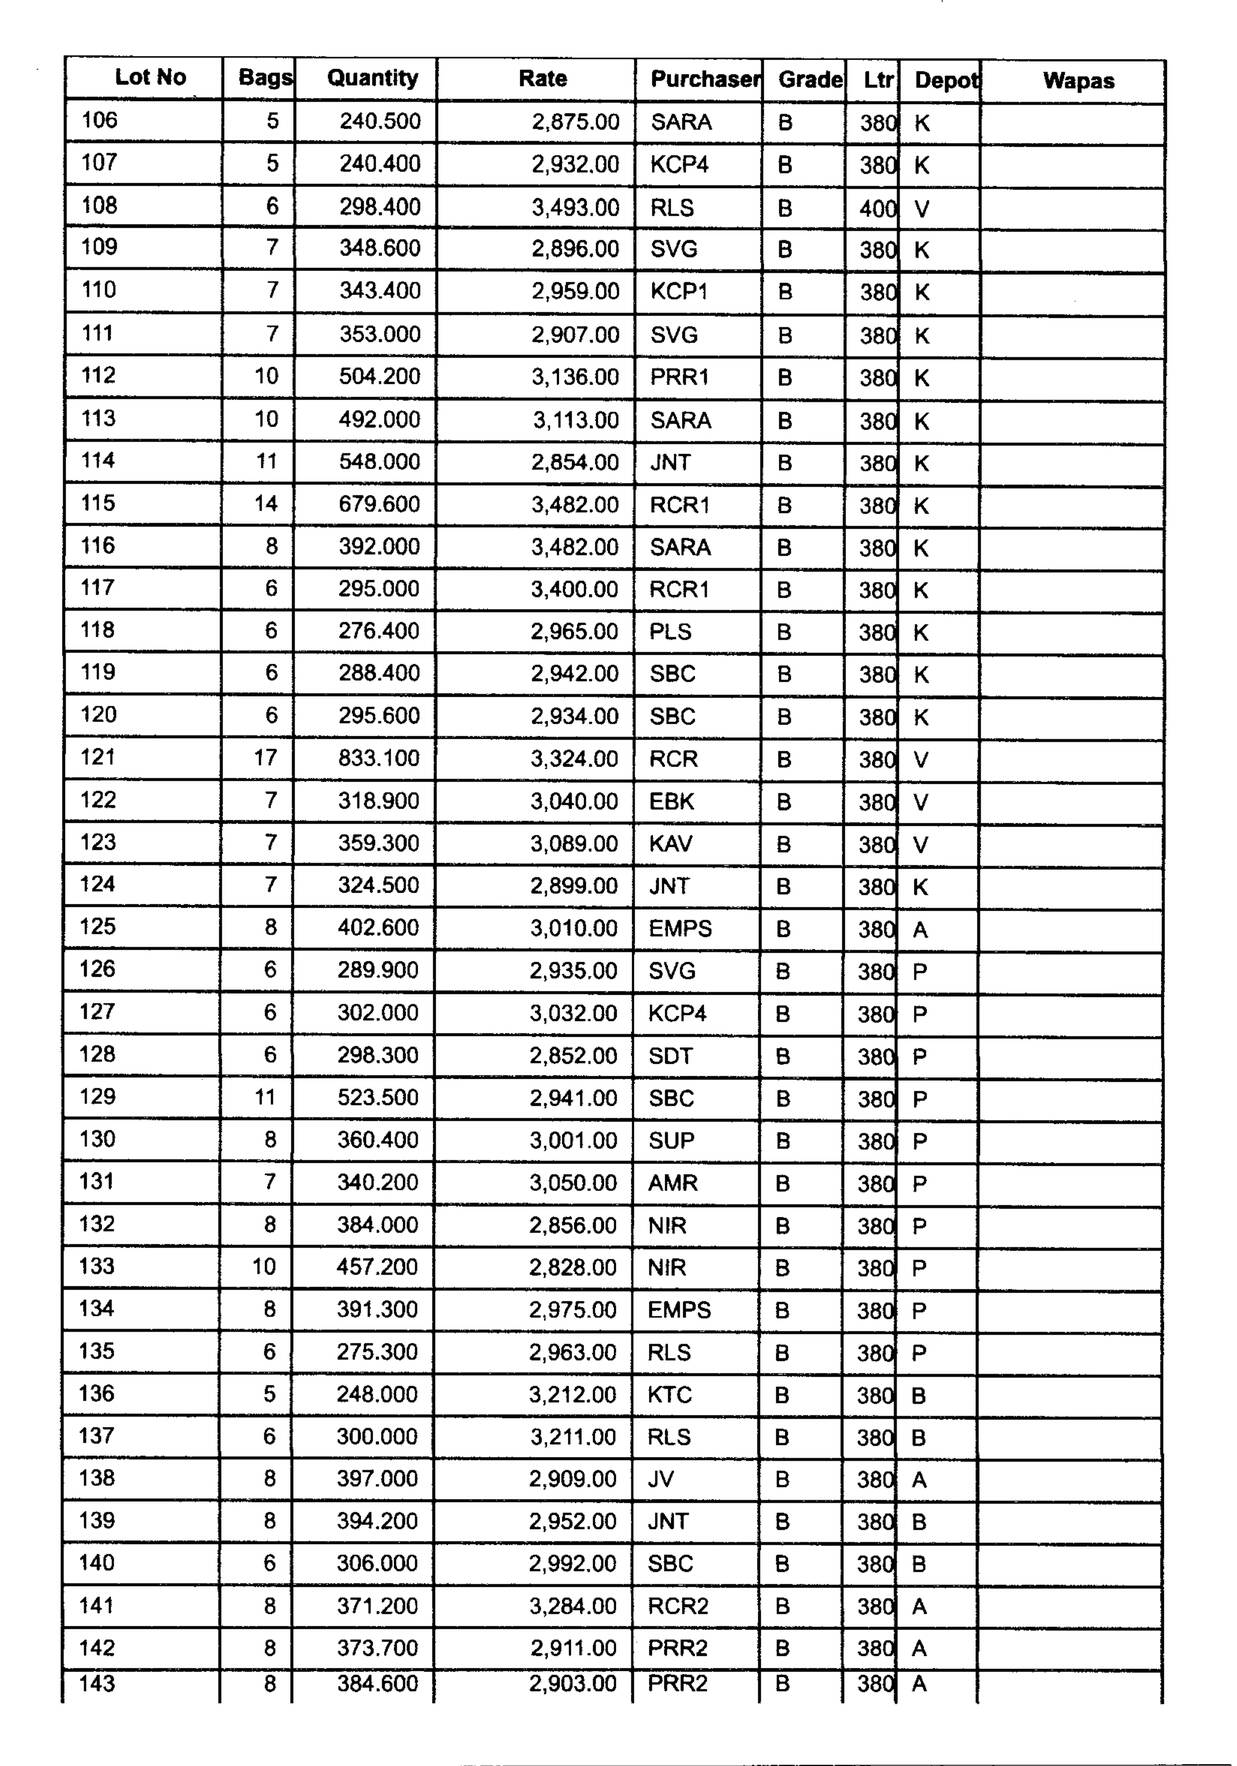 Lot No Bags Quantity Rate Purchaser Grade Ltr Depot Wapas
106 5 240.500 2,875.00 SARA B 380 K
107 5 240.400 2,932.00 KCP4 B 380 K
108 6 298.400 3,493.00 RLS B 400 V
109 7 348.600 2,896.00 SVG B 380 K
110 7 343.400 2,959.00 KCP1 B 380 K
111 7 353.000 2,907.00 SVG B 380 K
112 10 504.200 3,136.00 PRR1 B 380 K
113 10 492.000 3,113.00 SARA B 380 K
114 11 548.000 2,854.00 JNT B 380 K
115 14 679.600 3,482.00 RCR1 B 380 K
116 8 392.000 3,482.00 SARA B 380 K
117 6 295.000 3,400.00 RCR1 B 380 K
118 6 276.400 2,965.00 PLS B 380 K
119 6 288.400 2,942.00 SBC B 380 K
120 6 295.600 2,934.00 SBC B 380 K
121 17 833.100 3,324.00 RCR B 380 V
122 7 318.900 3,040.00 EBK B 380 V
123 7 359.300 3,089.00 KAV B 380 V
124 7 324.500 2,899.00 JNT B 380 K
125 8 402.600 3,010.00 EMPS B 380 A
126 6 289.900 2,935.00 SVG B 380 P
127 6 302.000 3,032.00 KCP4 B 380 P
128 6 298.300 2,852.00 SDT B 380 P
129 11 523.500 2,941.00 SBC B 380 P
130 8 360.400 3,001.00 SUP B 380 P
131 7 340.200 3,050.00 AMR B 380 P
132 8 384.000 2,856.00 NIR B 380 P
133 10 457.200 2,828.00 NIR B 380 P
134 8 391.300 2,975.00 EMPS B 380 P
135 6 275.300 2,963.00 RLS B 380 P
136 5 248.000 3,212.00 KTC B 380 B
137 6 300.000 3,211.00 RLS B 380 B
138 8 397.000 2,909.00 JV B 380 A
139 8 394.200 2,952.00 JNT B 380 B
140 6 306.000 2,992.00 SBC B 380 B
141 8 371.200 3,284.00 RCR2 B 380 A
142 8 373.700 2,911.00 PRR2 B 380 A
143 8 384.600 2,903.00 PRR2 B 380 A